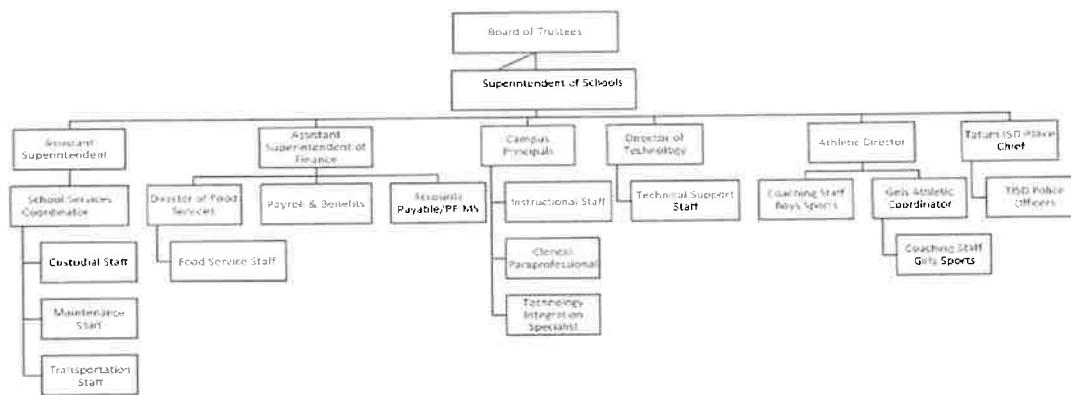 Board of Trustees
Superintendent of Schools
Assistant
Superintendent
Assistant
Superintendent of
Finance
Campus
Principals
Director of
Technology
Athletic Director
Tatum ISD Police
Chief
School Services
Coordinator
Director of Food
Services
Payroll & Benefits
Accounts
Payable/PEIMS
Instructional Staff
Technical Support
Staff
Coaching Staff
Boys Sports
Girls Athletic
Coordinator
TISD Police
Officers
Custodial Staff
Food Service Staff
Clerical
Paraprofessional
Coaching Staff
Girls Sports
Maintenance
Staff
Technology
Integration
Specialist
Transportation
Staff